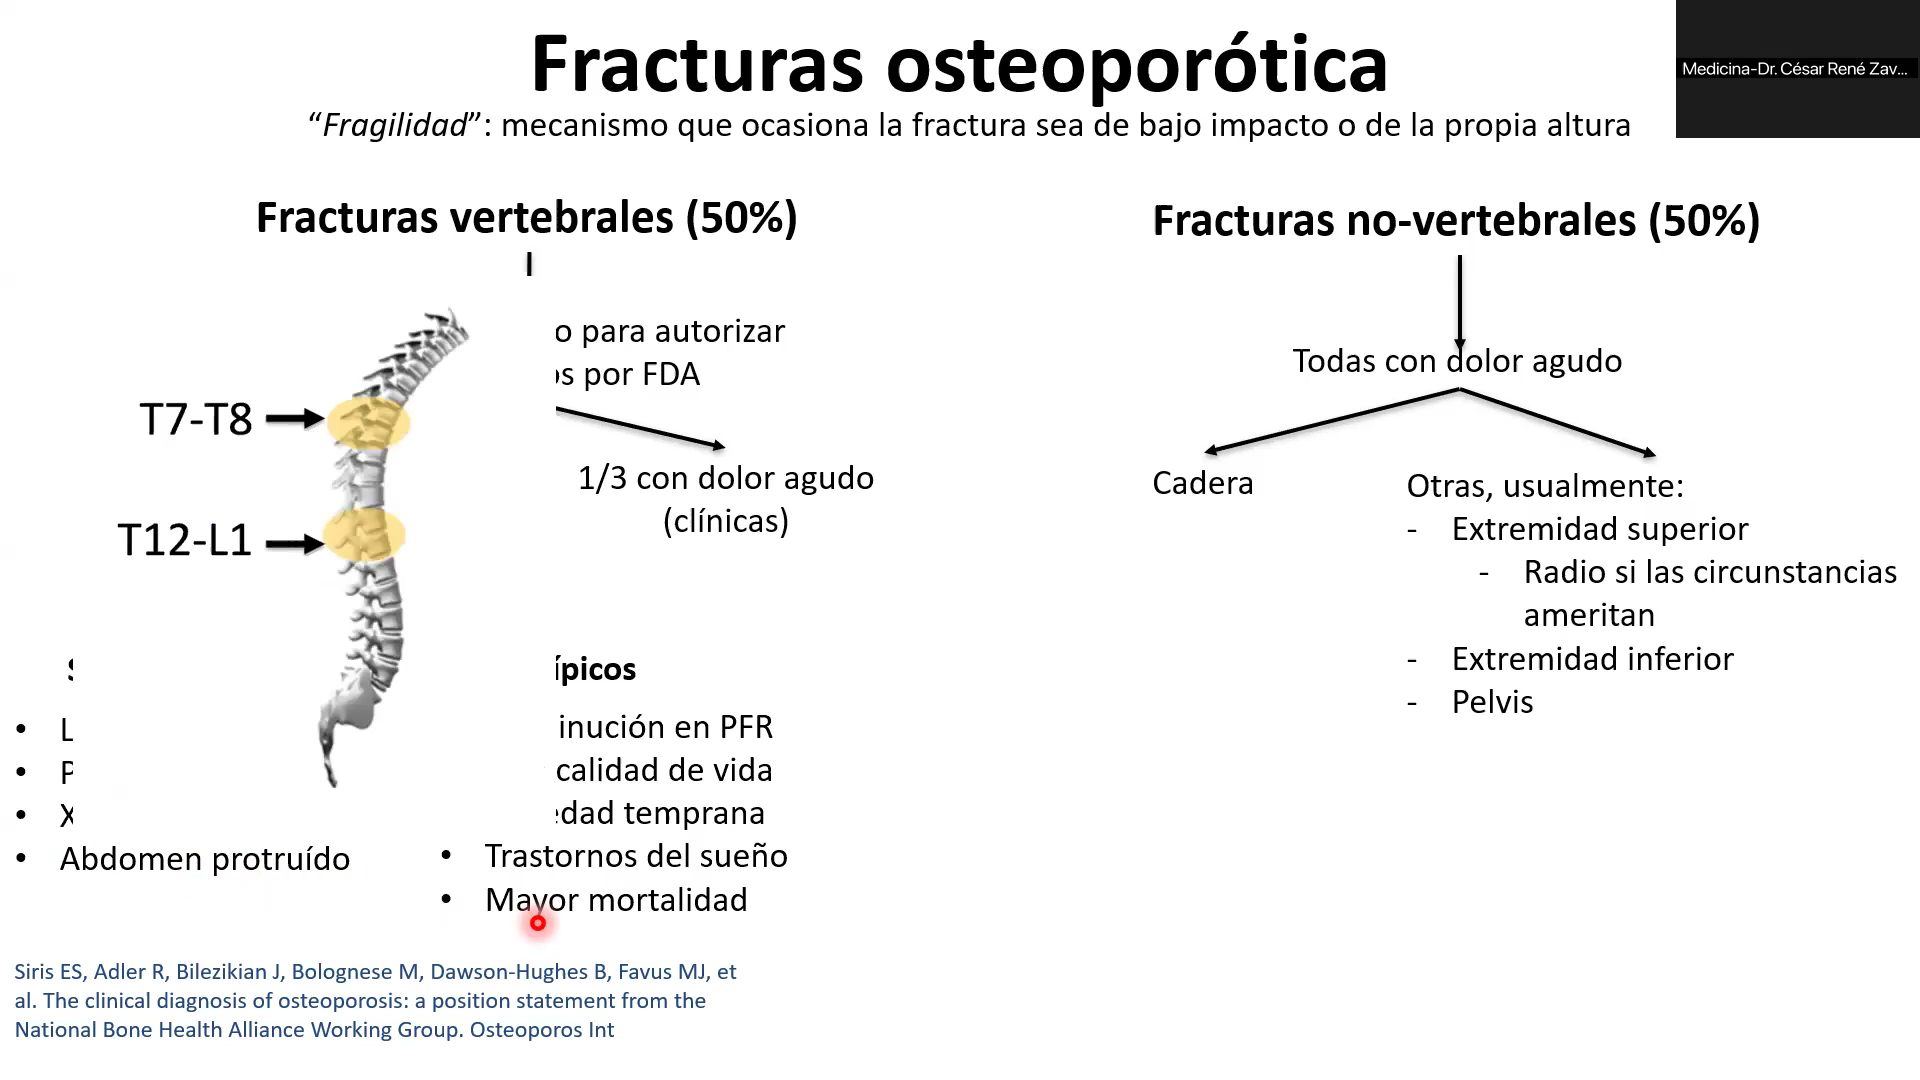 Fracturas osteoporótica
Medicina-Dr. César René Zav...
“Fragilidad”: mecanismo que ocasiona la fractura sea de bajo impacto o de la propia altura
Fracturas vertebrales (50%)
para autorizar
por FDA
T7-T8
1/3 con dolor agudo
(clínicas)
T12-L1
ípicos
• inución en PFR
• calidad de vida
• edad temprana
• Abdomen protruído
• Trastornos del sueño
• Mayor mortalidad
Fracturas no-vertebrales (50%)
Todas con dolor agudo
Cadera
Otras, usualmente:
- Extremidad superior
- Radio si las circunstancias
ameritan
- Extremidad inferior
- Pelvis
Siris ES, Adler R, Bilezikian J, Bolognese M, Dawson-Hughes B, Favus MJ, et
al. The clinical diagnosis of osteoporosis: a position statement from the
National Bone Health Alliance Working Group. Osteoporos Int